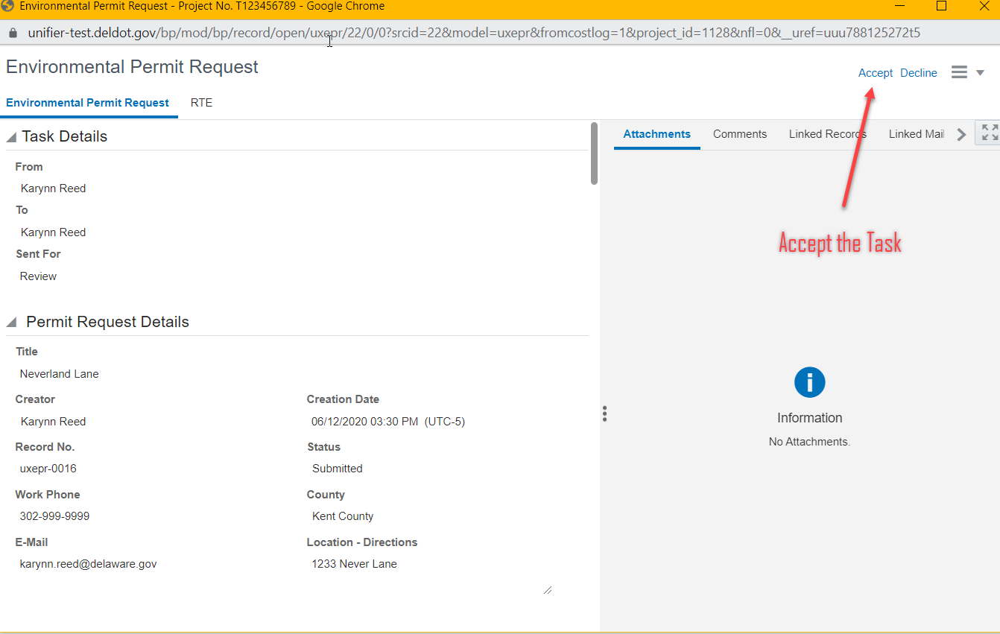 Environmental Permit Request - Project No. T123456789 - Google Chrome
unifier-test.deldot.gov/bp/mod/bp/record/open/uxepr/22/0/0?srcid=22&model=uxepr&fromcostlog=1&project_id=1128&nfl=0&__uref=uuu788125272t5
Environmental Permit Request
Accept Decline
Environmental Permit Request RTE
Task Details
From
Karynn Reed
To
Karynn Reed
Sent For
Review
Permit Request Details
Title
Neverland Lane
Creator Creation Date
Karynn Reed 06/12/2020 03:30 PM (UTC-5)
Record No. Status
uxepr-0016 Submitted
Work Phone County
302-999-9999 Kent County
E-Mail Location - Directions
karynn.reed@delaware.gov 1233 Never Lane
Attachments Comments Linked Records Linked Mail
Accept the Task
Information
No Attachments.